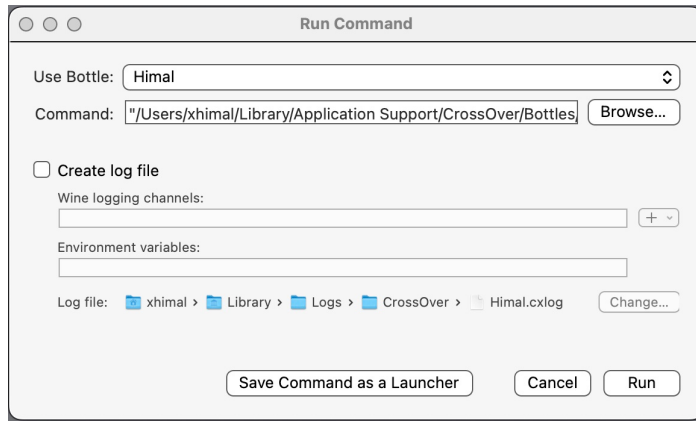 Run Command
Use Bottle: Himal
Command: "/Users/xhimal/Library/Application Support/CrossOver/Bottles, Browse...
Create log file
Wine logging channels:
+
Environment variables:
Log file: xhimal > Library > Logs > CrossOver > Himal.cxlog Change...
Save Command as a Launcher Cancel Run